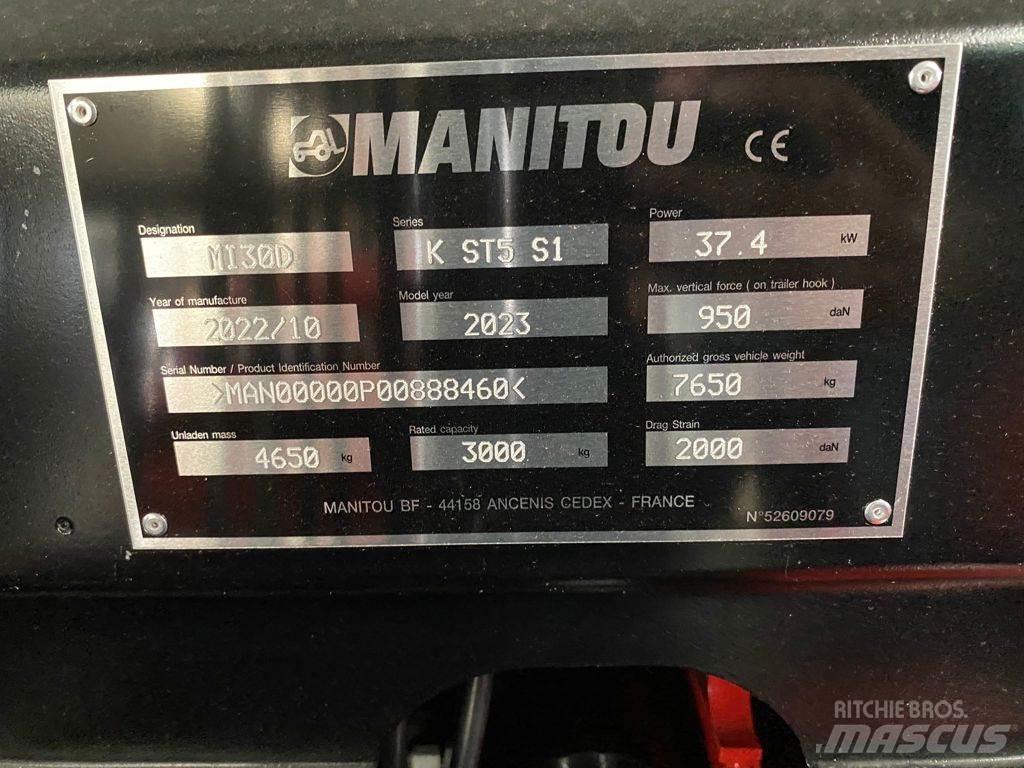 MANITOU CE
Designation Series Power
MI30D K ST5 S1 37.4 kW
Year of manufacture Model year Max. vertical force ( on trailer hook )
2022/10 2023 950 daN
Serial Number / Product Identification Number Authorized gross vehicle weight
>MAN00000P00888460< 7650 kg
Unladen mass Rated capacity Drag Strain
4650 kg 3000 kg 2000 daN
MANITOU BF - 44158 ANCENIS CEDEX - FRANCE
N°52609079
RITCHIE BROS.
MASCUS